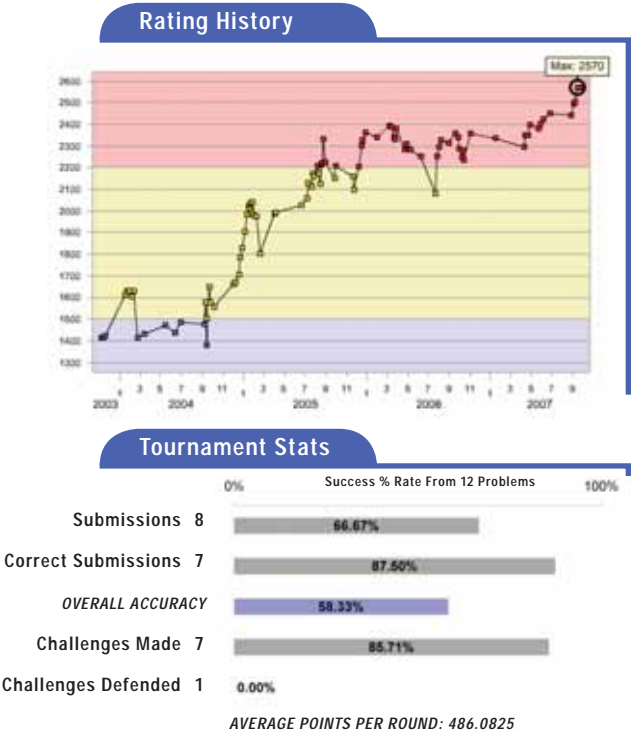 Rating History
Max: 2570
2600
2500
2400
2300
2200
2100
2000
1900
1800
1700
1600
1500
1400
1300
1 3 5 7 9 11 1 3 5 7 9 11 1 3 5 7 9 11 1 3 5 7 9
2003 2004 2005 2006 2007
Tournament Stats
0% Success % Rate From 12 Problems 100%
Submissions 8 66.67%
Correct Submissions 7 87.50%
OVERALL ACCURACY 58.33%
Challenges Made 7 85.71%
Challenges Defended 1 0.00%
AVERAGE POINTS PER ROUND: 486.0825